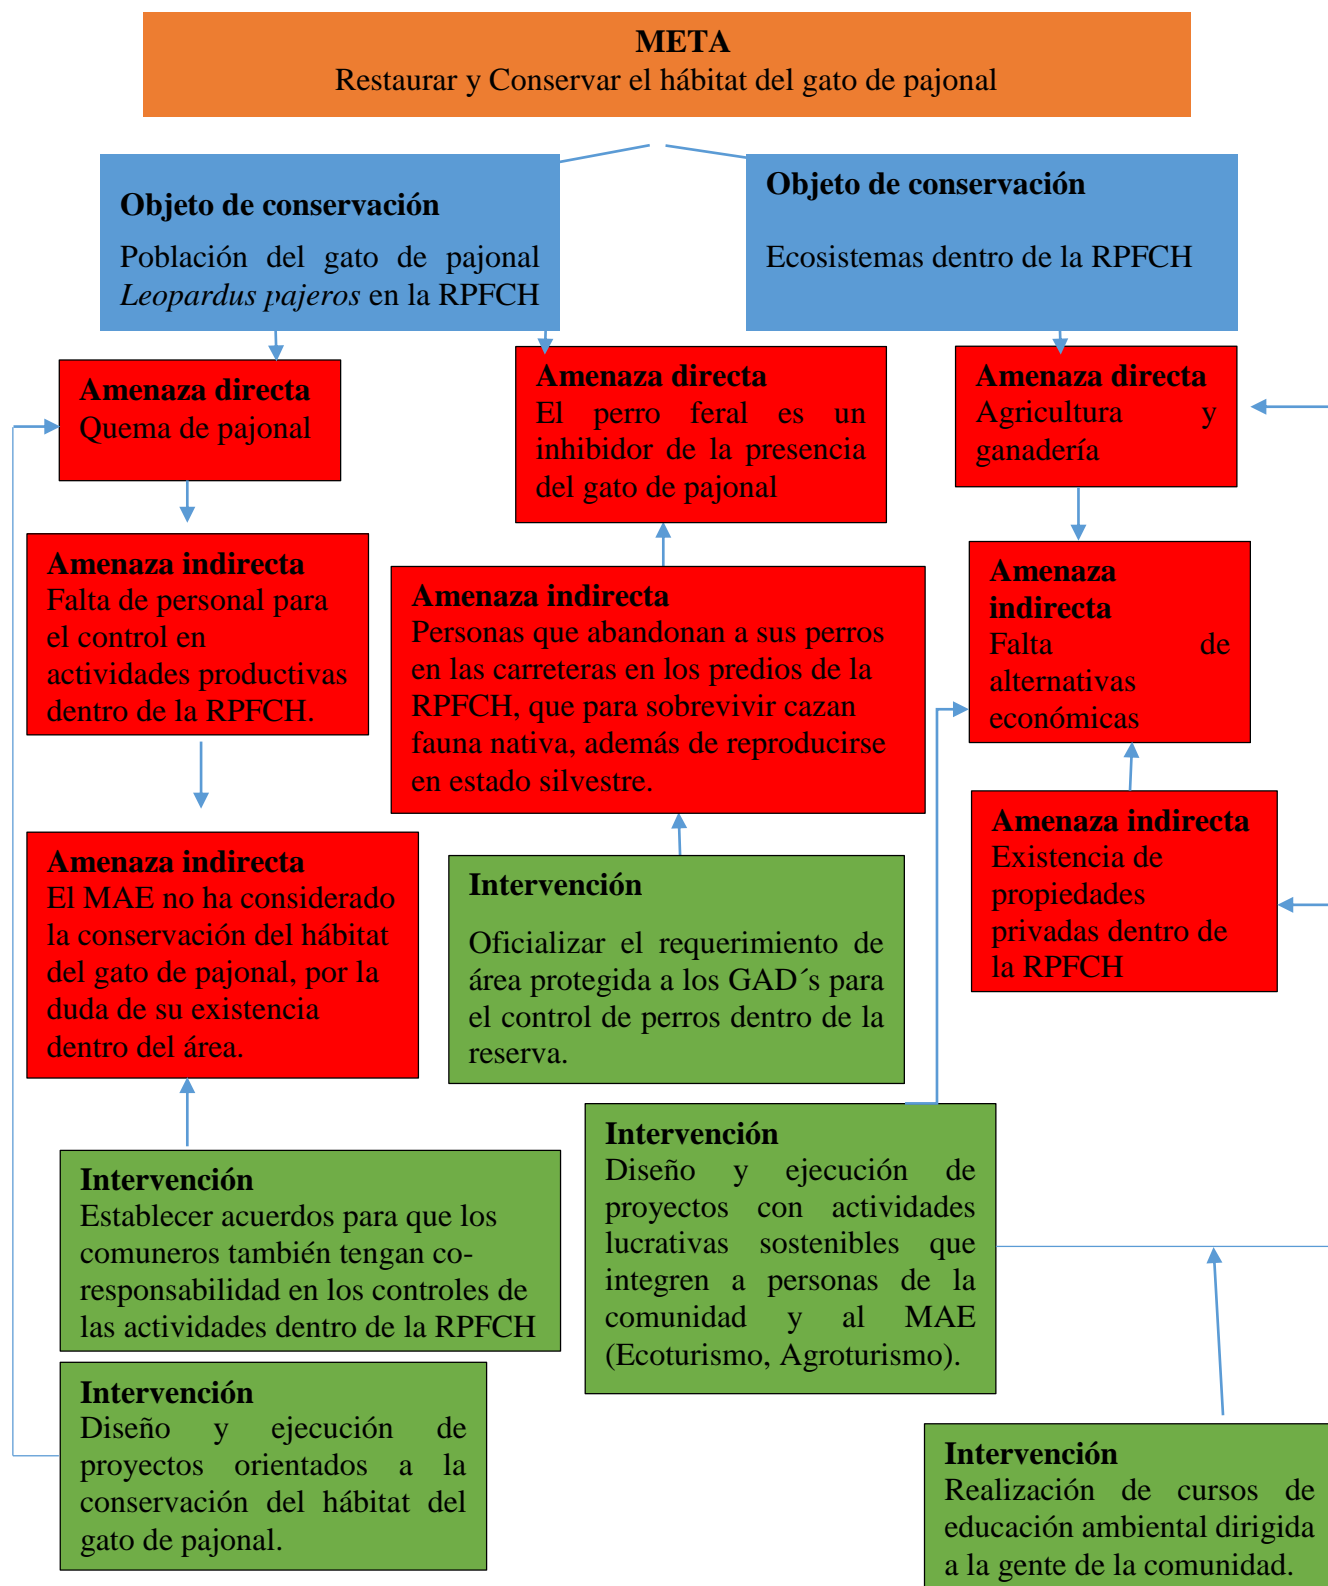 META
Restaurar y Conservar el hábitat del gato de pajonal
Objeto de conservación
Población del gato de pajonal
Leopardus pajeros en la RPFCH
Objeto de conservación
Ecosistemas dentro de la RPFCH
Amenaza directa
Quema de pajonal
Amenaza directa
El perro feral es un
inhibidor de la presencia
del gato de pajonal
Amenaza directa
Agricultura y
ganadería
Amenaza indirecta
Falta de personal para
el control en
actividades productivas
dentro de la RPFCH.
Amenaza indirecta
Personas que abandonan a sus perros
en las carreteras en los predios de la
RPFCH, que para sobrevivir cazan
fauna nativa, además de reproducirse
en estado silvestre.
Amenaza
indirecta
Falta de
alternativas
económicas
Amenaza indirecta
El MAE no ha considerado
la conservación del hábitat
del gato de pajonal, por la
duda de su existencia
dentro del área.
Intervención
Oficializar el requerimiento de
área protegida a los GAD´s para
el control de perros dentro de la
reserva.
Amenaza indirecta
Existencia de
propiedades
privadas dentro de
la RPFCH
Intervención
Establecer acuerdos para que los
comuneros también tengan co-
responsabilidad en los controles de
las actividades dentro de la RPFCH
Intervención
Diseño y ejecución de
proyectos con actividades
lucrativas sostenibles que
integren a personas de la
comunidad y al MAE
(Ecoturismo, Agroturismo).
Intervención
Diseño y ejecución de
proyectos orientados a la
conservación del hábitat del
gato de pajonal.
Intervención
Realización de cursos de
educación ambiental dirigida
a la gente de la comunidad.